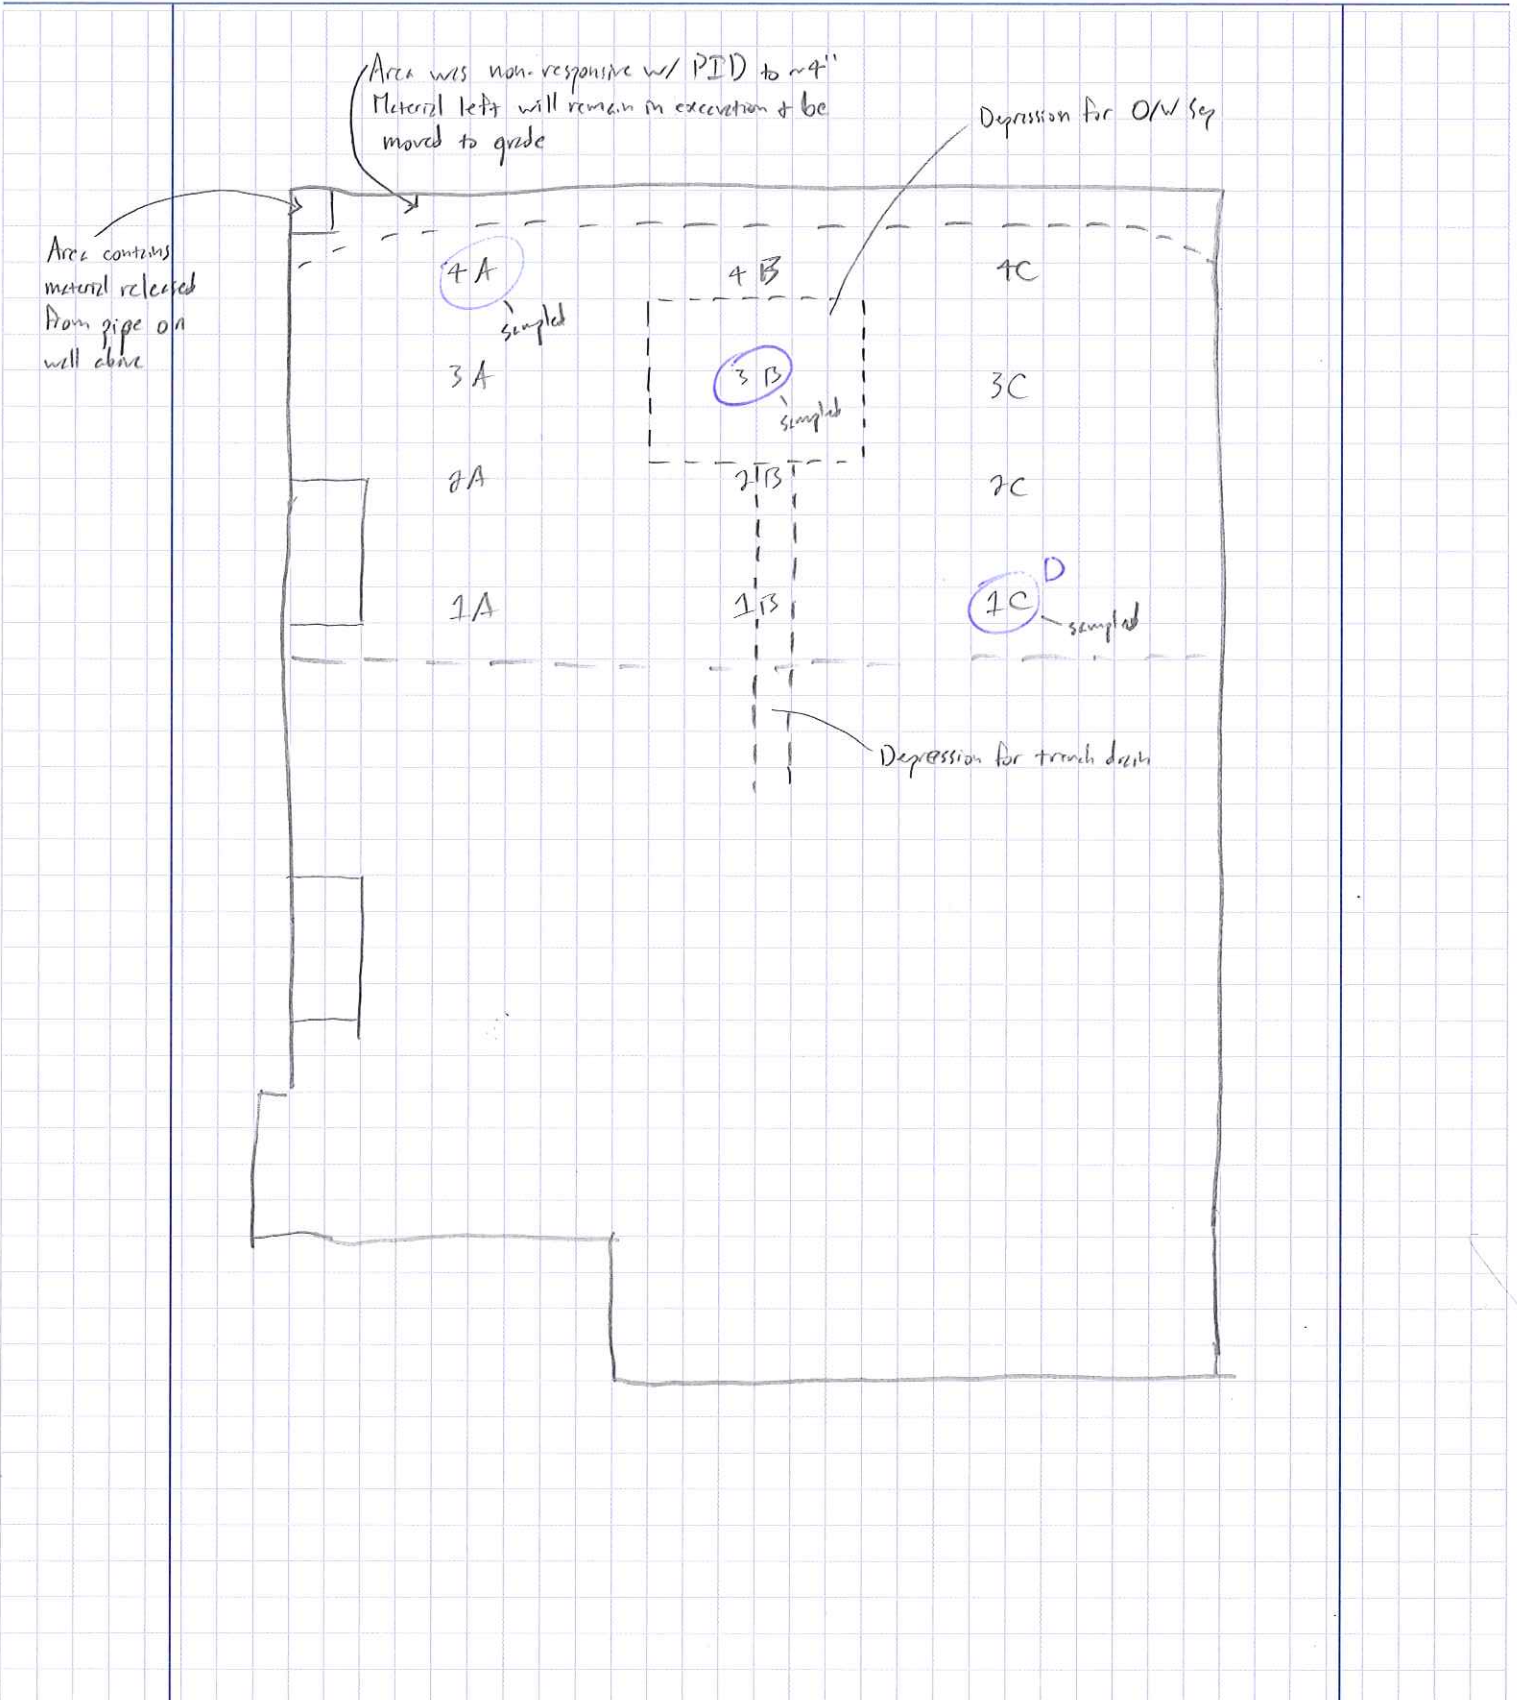 Area was non-responsive w/ PID to ~4"
Material left will remain in excavation & be
moved to grade
Depression for O/W Sep
Area contains
material released
from pipe on
wall above
4A
4B
4C
sampled
3A
3B
3C
sampled
2A
2B
2C
D
1A
1B
1C
sampled
Depression for trench drain